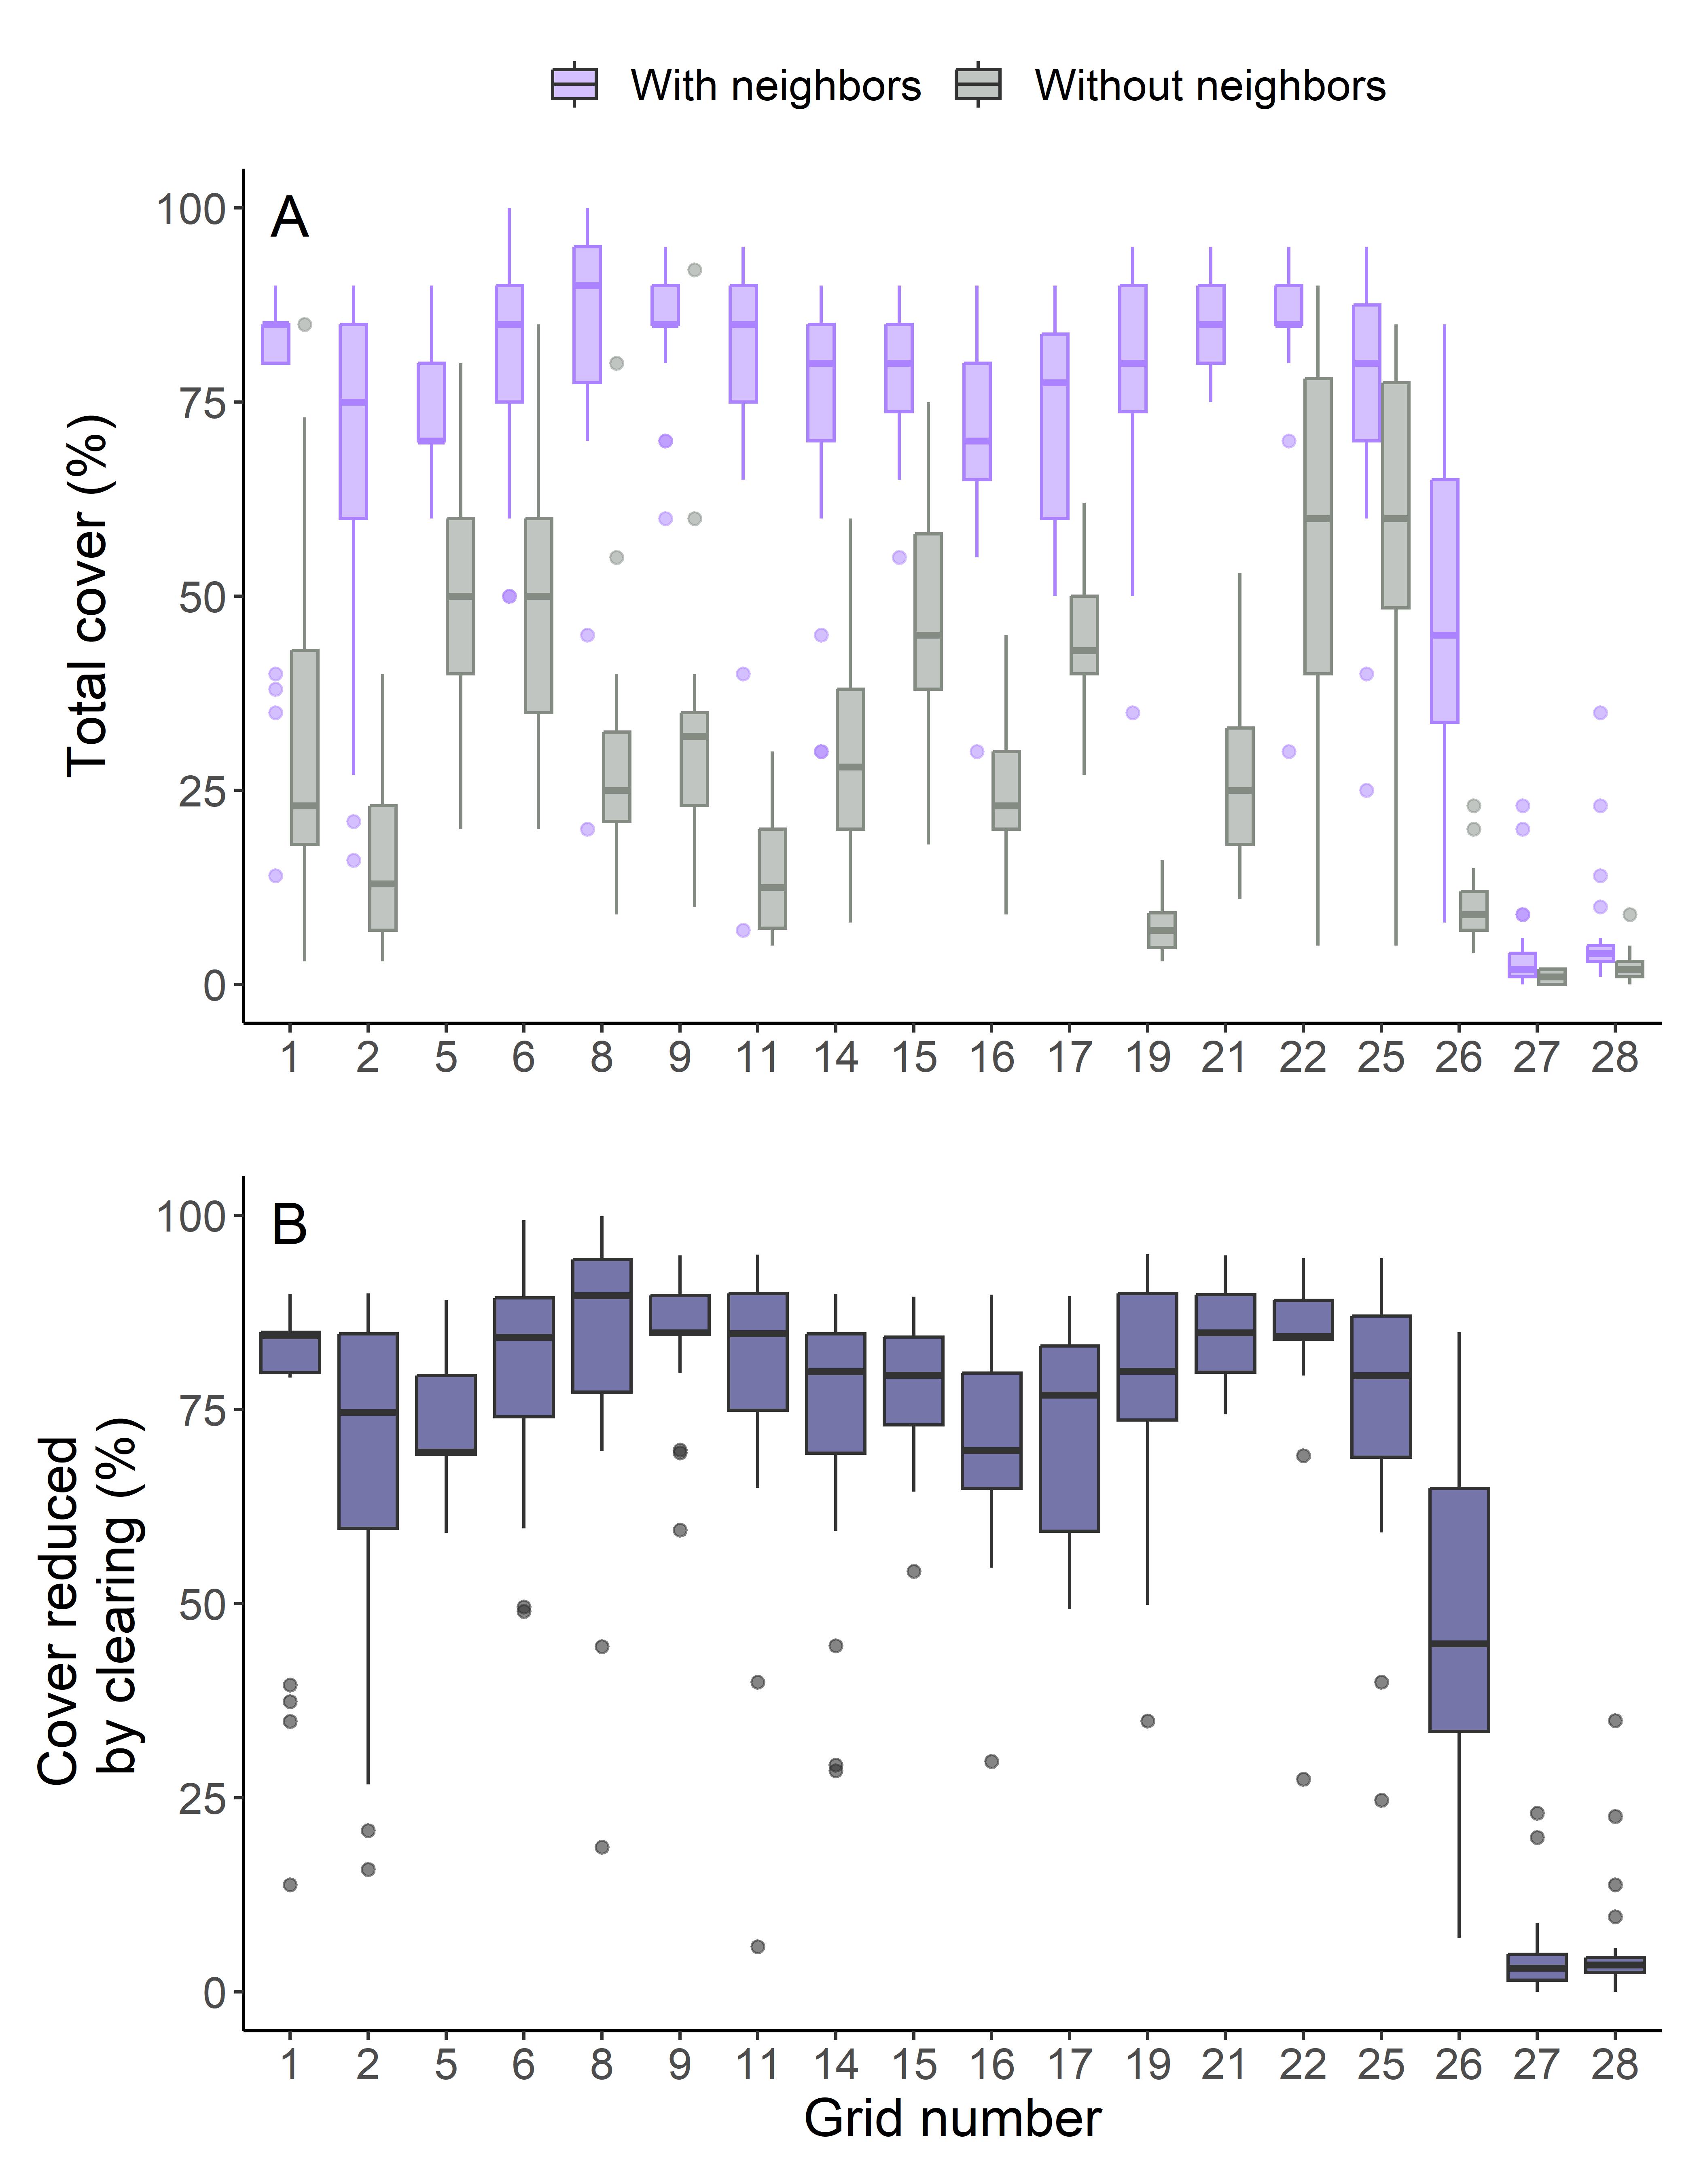 With neighbors Without neighbors
A
Total cover (%)
100
75
50
25
0
1 2 5 6 8 9 11 14 15 16 17 19 21 22 25 26 27 28
B
Cover reduced
by clearing (%)
100
75
50
25
0
1 2 5 6 8 9 11 14 15 16 17 19 21 22 25 26 27 28
Grid number